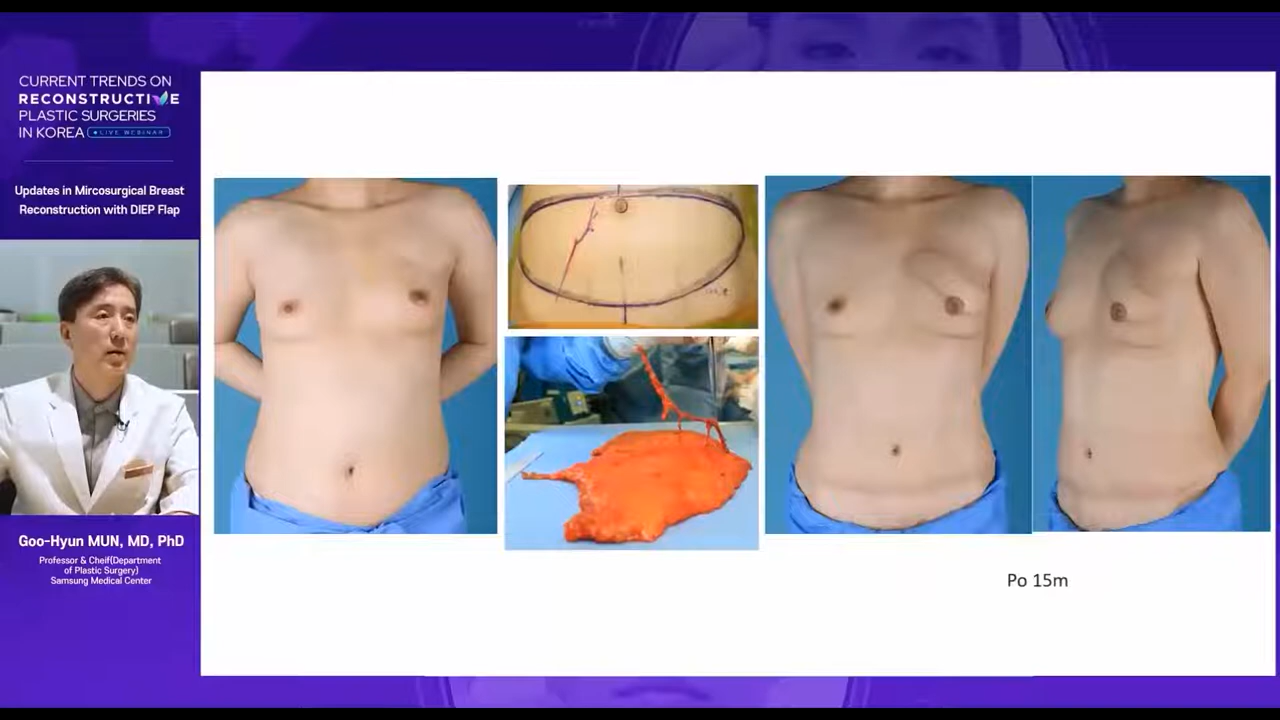 CURRENT TRENDS ON
RECONSTRUCTIVE
PLASTIC SURGERIES
IN KOREA
LIVE WEBINAR
Updates in Mircosurgical Breast
Reconstruction with DIEP Flap
Goo-Hyun MUN, MD, PhD
Professor & Cheif(Department
of Plastic Surgery)
Samsung Medical Center
Po 15m